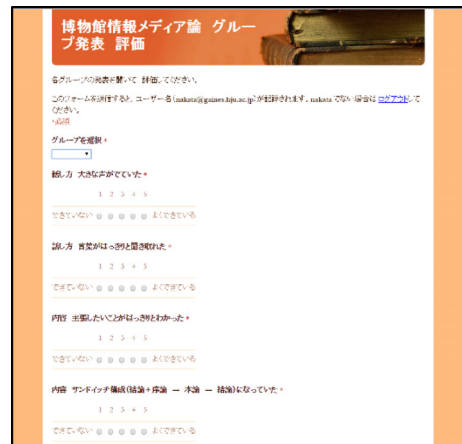 博物館情報メディア論 グルー
プ発表 評価
各グループの発表を聞いて 評価してください。
このフォームを送信すると、ユーザー名(nakata@gaines.hju.ac.jp)が記録されます。nakata でない場合は ログアウトして
ください。
*必須
グループを選択 *
話し方 大きな声がでていた *
1 2 3 4 5
できていない よくできている
話し方 言葉がはっきりと聞き取れた *
1 2 3 4 5
できていない よくできている
内容 主張したいことがはっきりとわかった *
1 2 3 4 5
できていない よくできている
内容 サンドイッチ構成(結論+序論 ー 本論 ー 結論)になっていた *
1 2 3 4 5
できていない よくできている